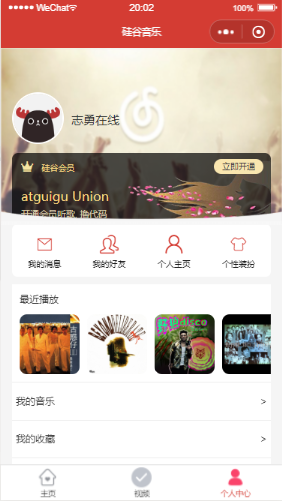 WeChat
20:02
100%
硅谷音乐
志勇在线
硅谷会员
立即开通
atguigu Union
开通会员听歌, 撸代码
我的消息
我的好友
个人主页
个性装扮
最近播放
disco
我的音乐 >
我的收藏 >
主页
视频
个人中心